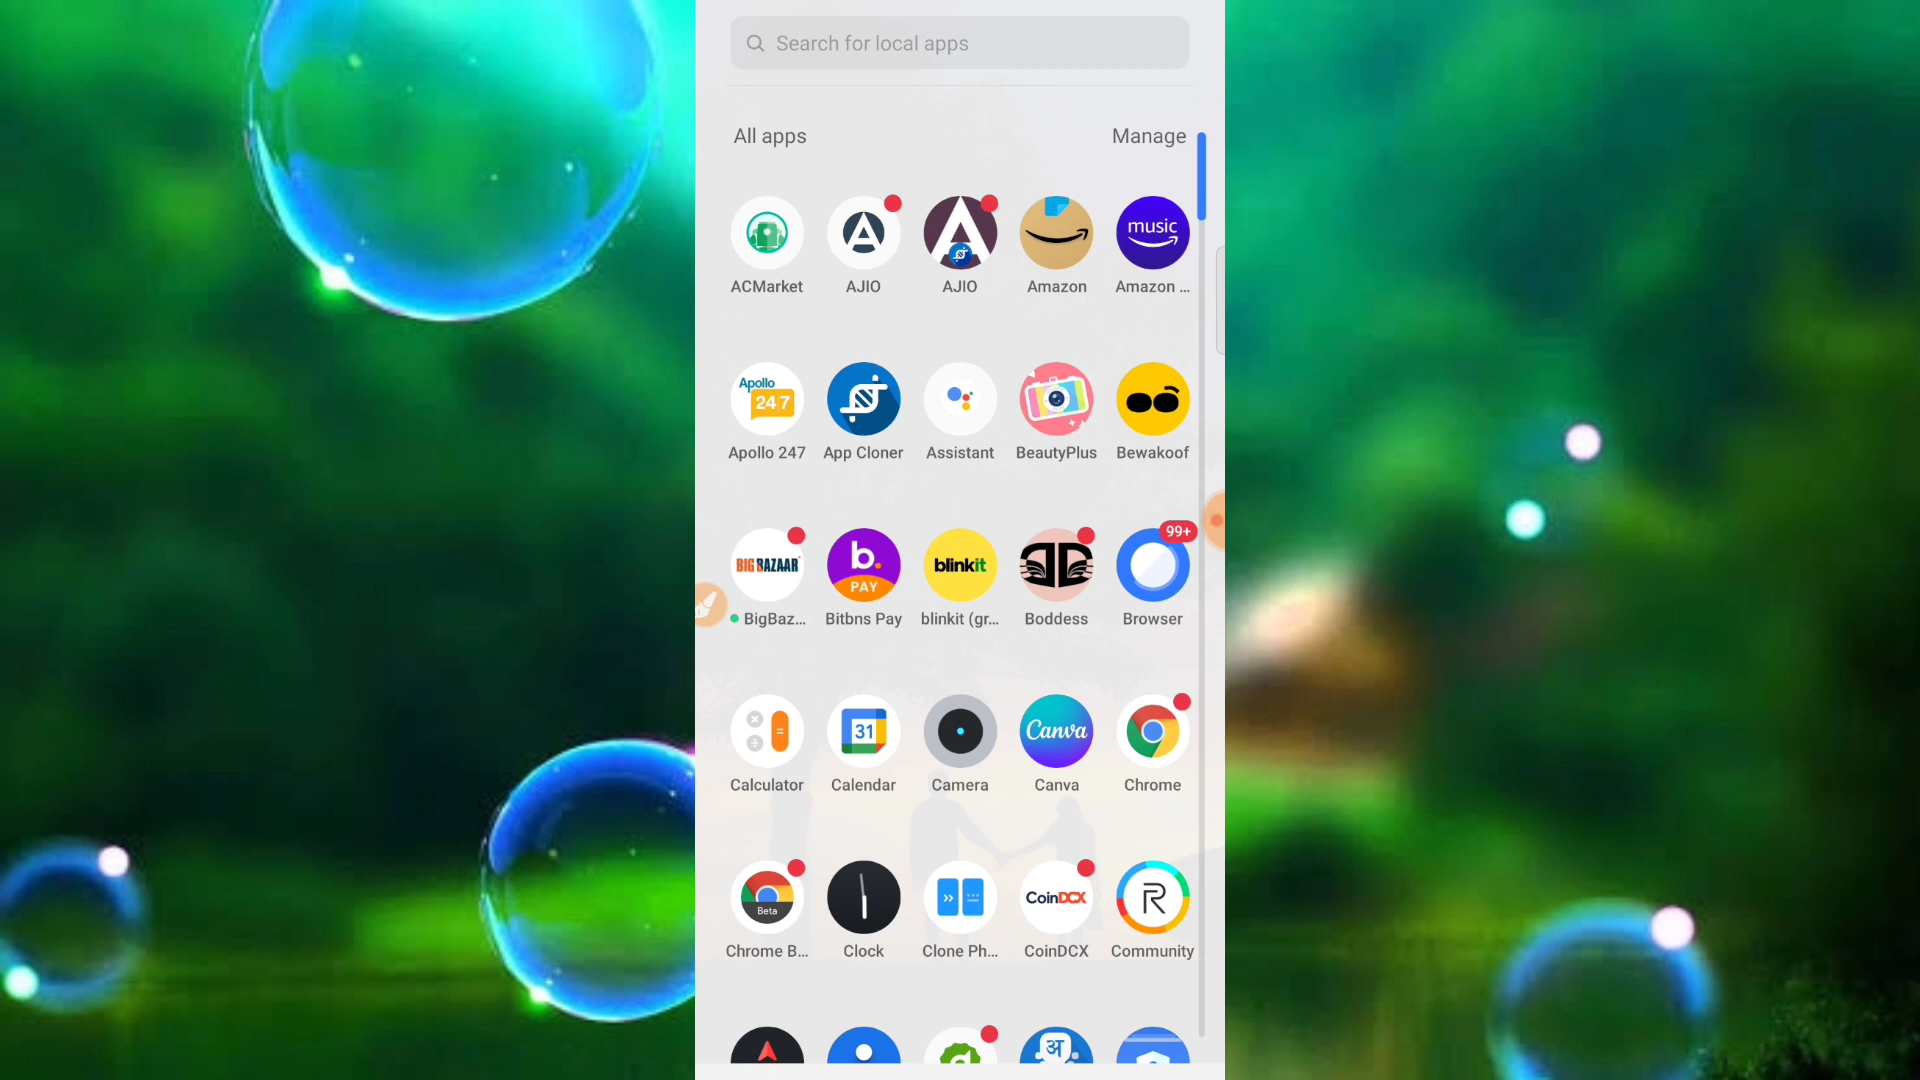 Search for local apps
All apps
Manage
music
ACMarket
AJIO
AJIO
Amazon
Amazon ...
Apollo
24|7
Apollo 247
App Cloner
Assistant
BeautyPlus
Bewakoof
BIG BAZAAR
b.
PAY
blinkit
99+
BigBaz...
Bitbns Pay
blinkit (gr...
Boddess
Browser
31
Canva
Calculator
Calendar
Camera
Canva
Chrome
Beta
CoinDCX
R
Chrome B...
Clock
Clone Ph...
CoinDCX
Community
अ